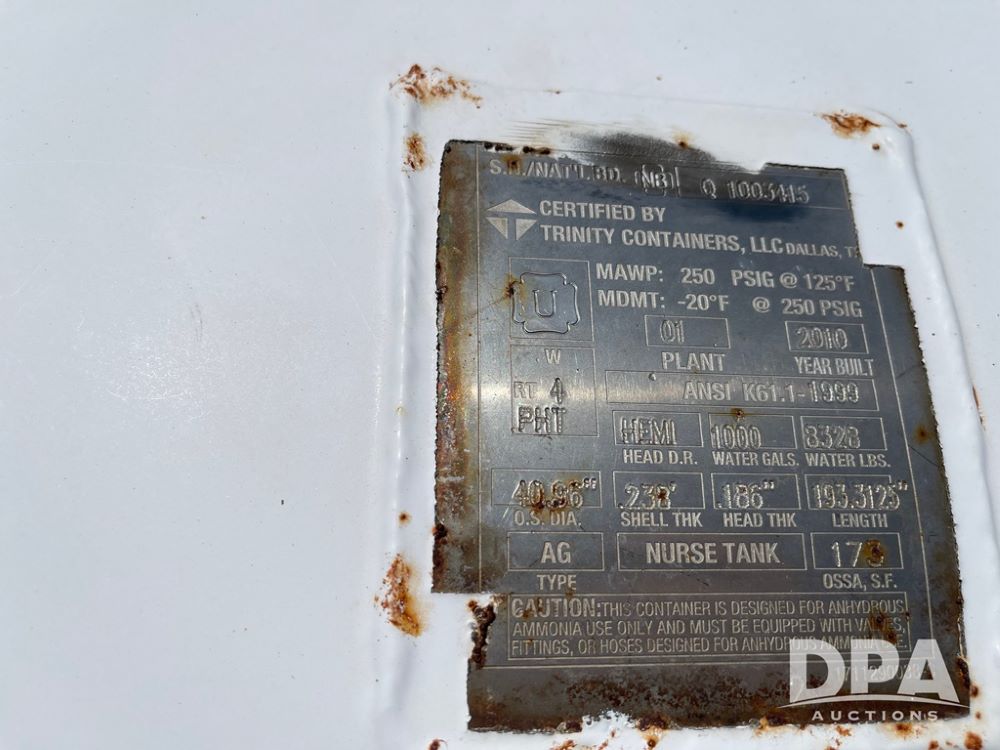 S.N./NAT'L.BD. (NB) Q 1003415
CERTIFIED BY
TRINITY CONTAINERS, LLC DALLAS,
MAWP: 250 PSIG @ 125°F
MDMT: -20°F @ 250 PSIG
U
01 2010
W PLANT YEAR BUILT
RT 4 ANSI K61.1-1999
PHT HEMI 1000 8328
HEAD D.R. WATER GALS. WATER LBS.
40.96" .238" .186" 193.3125"
O.S. DIA. SHELL THK HEAD THK LENGTH
AG NURSE TANK
TYPE OSSA, S.F.
CAUTION: THIS CONTAINER IS DESIGNED FOR ANHYDROUS
AMMONIA USE ONLY AND MUST BE EQUIPPED WITH VALVES,
FITTINGS, OR HOSES DESIGNED FOR ANHYDROUS AMMONIA USE.
DPA
AUCTIONS